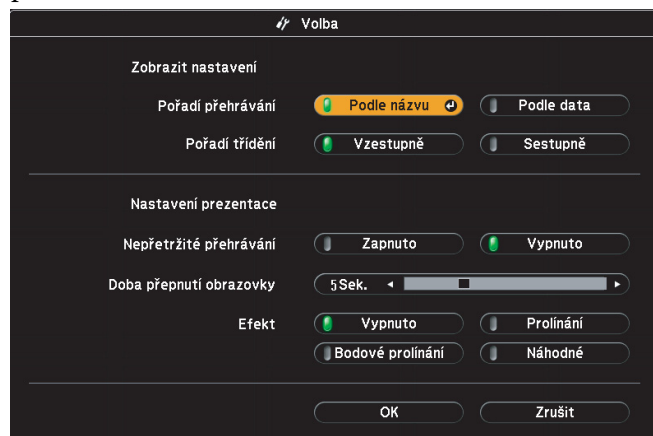 Volba
Zobrazit nastavení
Pořadí přehrávání Podle názvu Podle data
Pořadí třídění Vzestupně Sestupně
Nastavení prezentace
Nepřetržité přehrávání Zapnuto Vypnuto
Doba přepnutí obrazovky 5Sek.
Efekt Vypnuto Prolínání
Bodové prolínání Náhodné
OK Zrušit